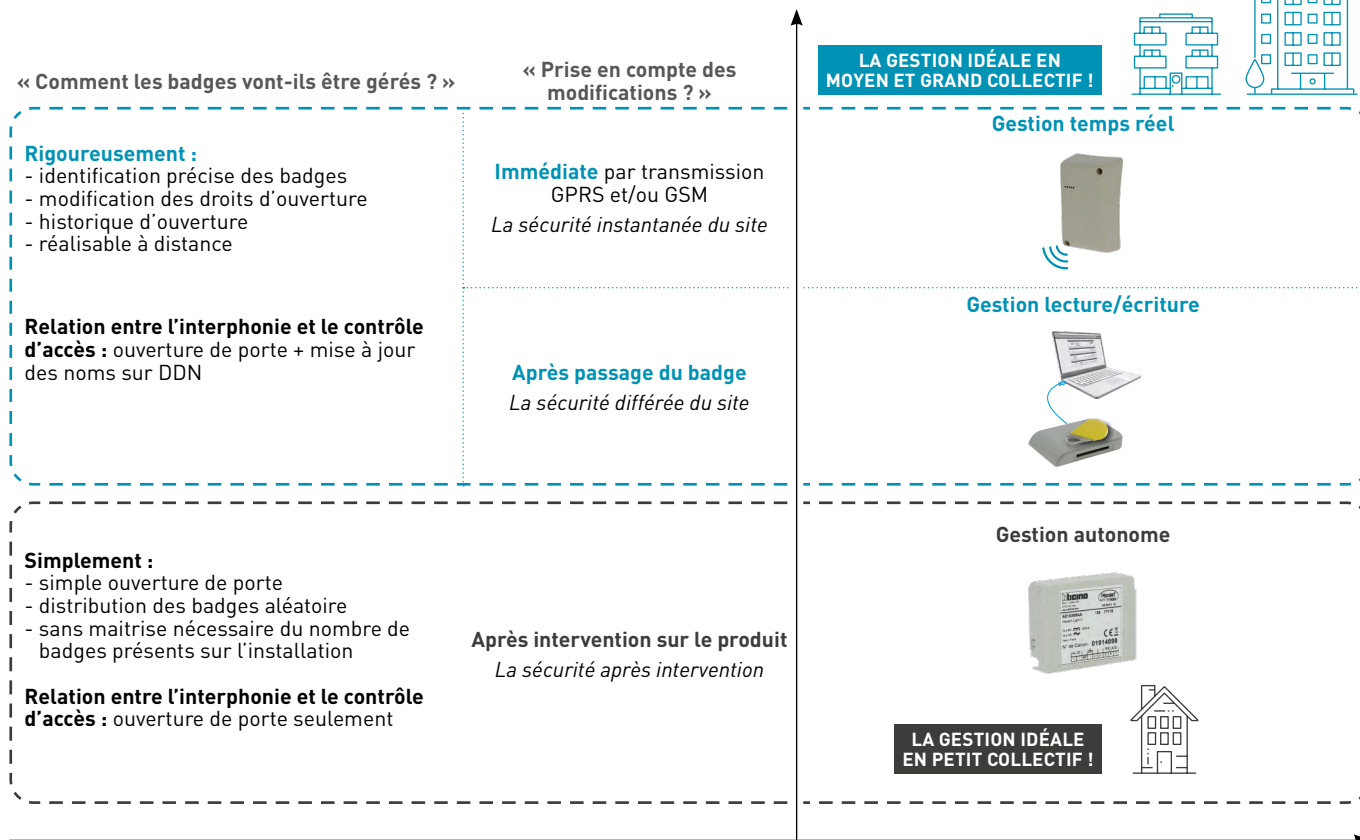 « Comment les badges vont-ils être gérés ? »
« Prise en compte des
modifications ? »
LA GESTION IDÉALE EN
MOYEN ET GRAND COLLECTIF !
Rigoureusement :
- identification précise des badges
- modification des droits d'ouverture
- historique d'ouverture
- réalisable à distance
Relation entre l'interphonie et le contrôle
d'accès : ouverture de porte + mise à jour
des noms sur DDN
Immédiate par transmission
GPRS et/ou GSM
La sécurité instantanée du site
Après passage du badge
La sécurité différée du site
Gestion temps réel
Gestion lecture/écriture
Simplement :
- simple ouverture de porte
- distribution des badges aléatoire
- sans maitrise nécessaire du nombre de
badges présents sur l'installation
Relation entre l'interphonie et le contrôle
d'accès : ouverture de porte seulement
Après intervention sur le produit
La sécurité après intervention
Gestion autonome
bticino
CE
01914898
LA GESTION IDÉALE
EN PETIT COLLECTIF !